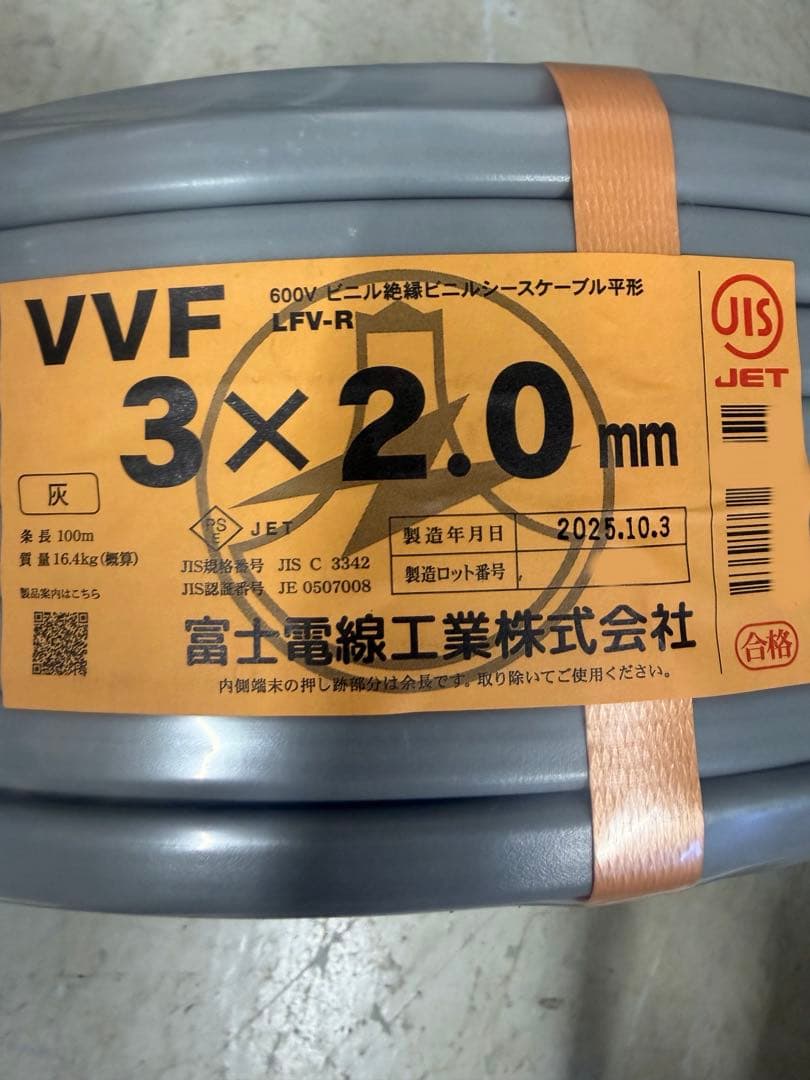 VVF
600V ビニル絶縁ビニルシースケーブル平形
LFV-R
3×2.0mm
JIS
JET
灰
条長 100m
質量16.4kg(概算)
製品案内はこちら
PS
E
JET
JIS規格番号 JIS C 3342
JIS認証番号 JE 0507008
製造年月日 2025.10.3
製造ロット番号
富士電線工業株式会社
内側端末の押し跡部分は余長です。取り除いてご使用ください。
合格